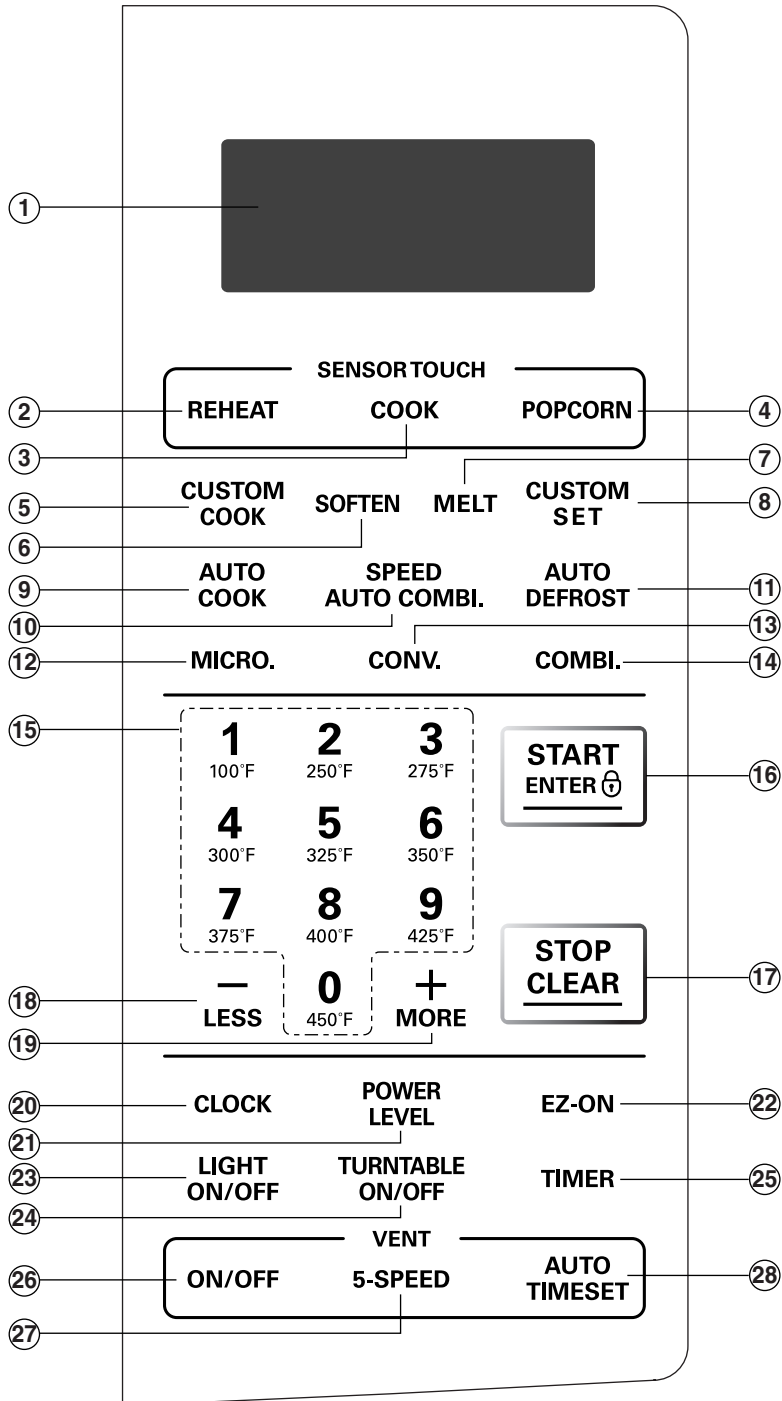 1
SENSOR TOUCH
2 REHEAT COOK POPCORN 4
3 7
5 CUSTOM COOK SOFTEN MELT CUSTOM SET 8
6
9 AUTO COOK SPEED AUTO COMBI. AUTO DEFROST 11
10 13
12 MICRO. CONV. COMBI. 14
15
1 2 3
100°F 250°F 275°F
START
ENTER
16
4 5 6
300°F 325°F 350°F
7 8 9
375°F 400°F 425°F
STOP
CLEAR
17
18 − 0 +
LESS 450°F MORE
19
20 CLOCK POWER LEVEL EZ-ON 22
21
23 LIGHT ON/OFF TURNTABLE ON/OFF TIMER 25
24
VENT
26 ON/OFF 5-SPEED AUTO TIMESET 28
27